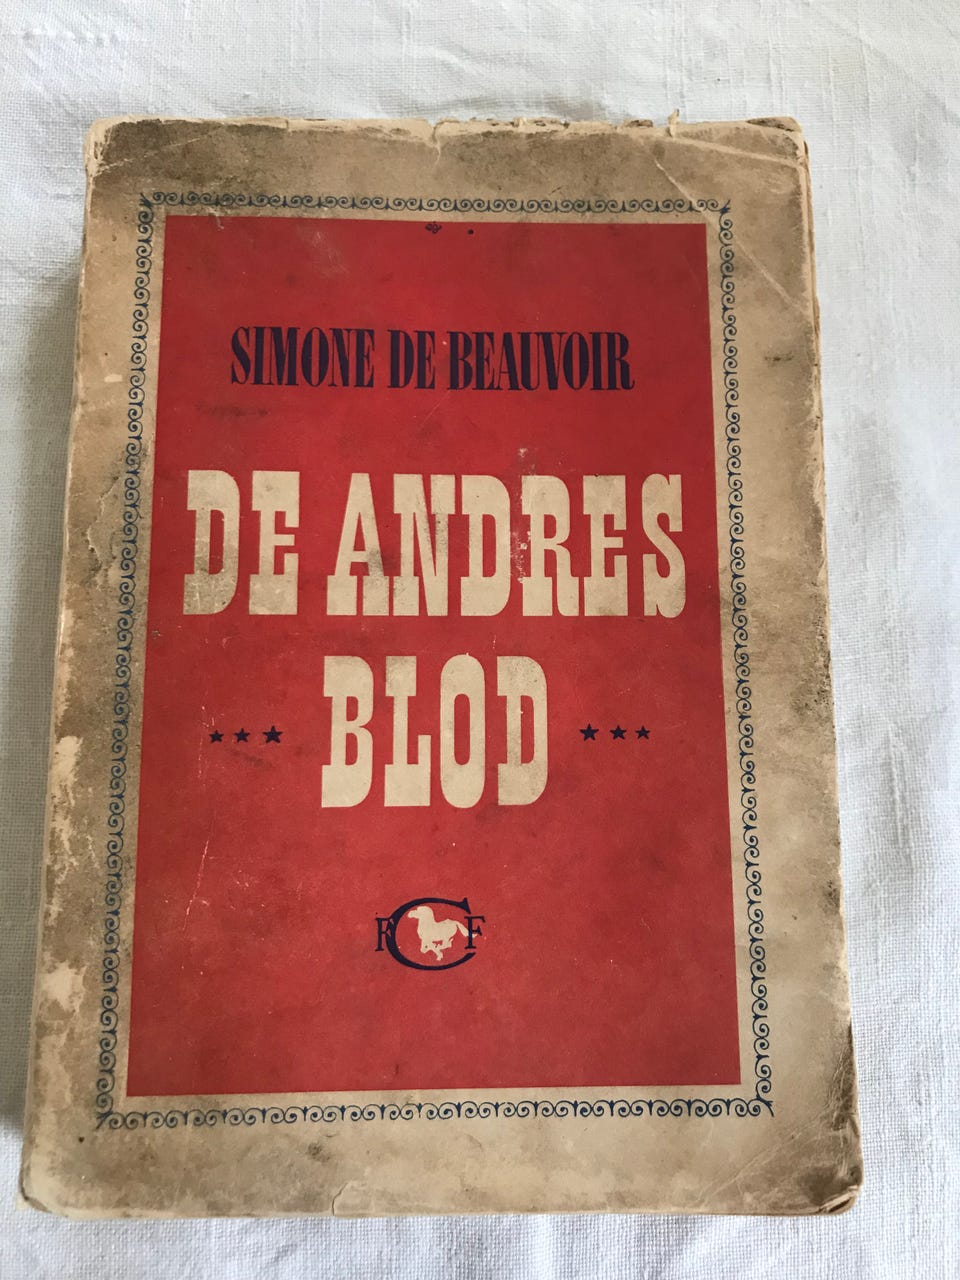 SIMONE DE BEAUVOIR
DE ANDRES
BLOD
F C F